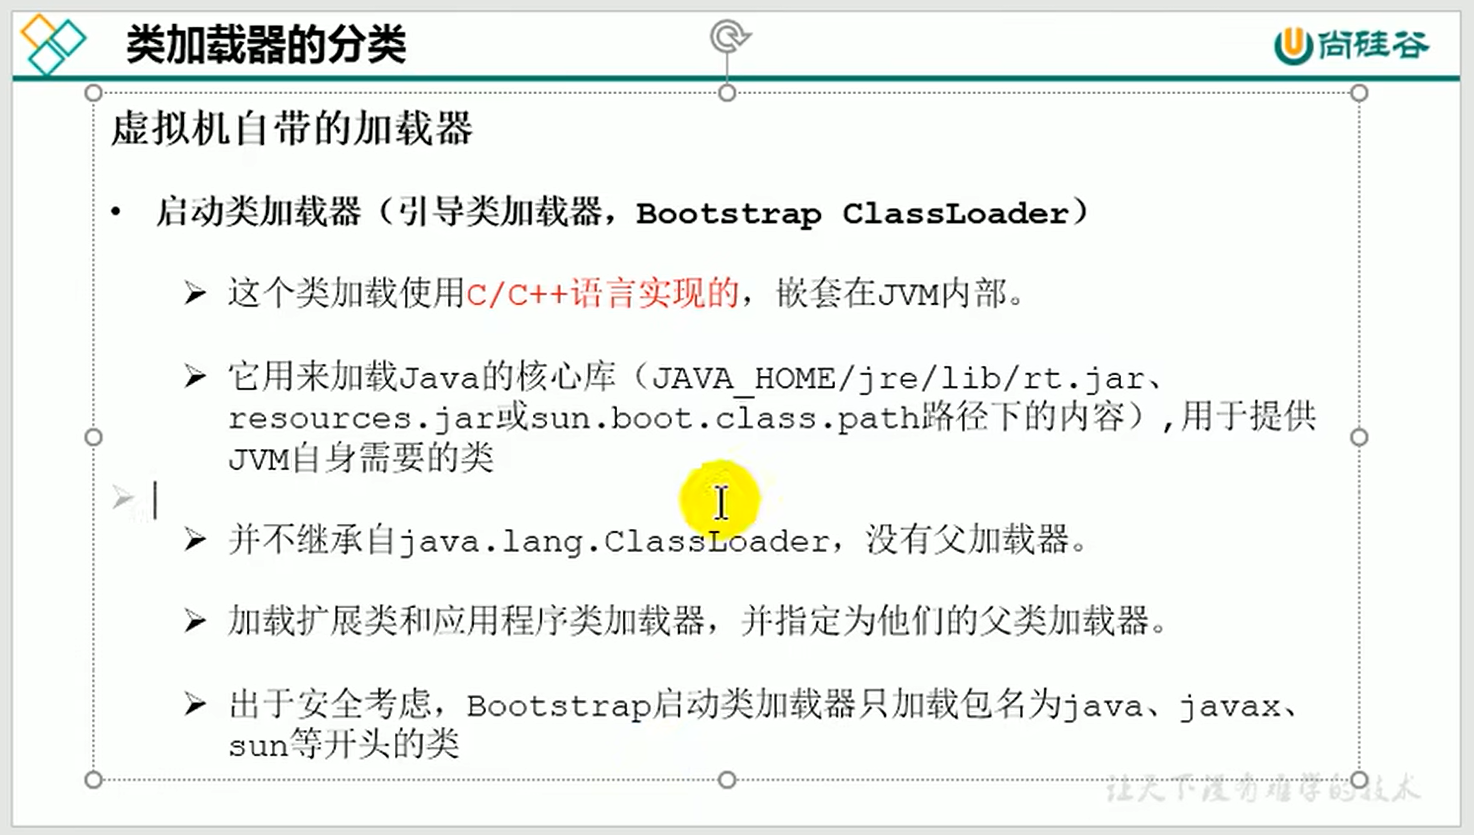 类加载器的分类
尚硅谷
虚拟机自带的加载器
• 启动类加载器（引导类加载器，Bootstrap ClassLoader）
➢ 这个类加载使用C/C++语言实现的，嵌套在JVM内部。
➢ 它用来加载Java的核心库（JAVA_HOME/jre/lib/rt.jar、
resources.jar或sun.boot.class.path路径下的内容）,用于提供
JVM自身需要的类
➢ 并不继承自java.lang.ClassLoader，没有父加载器。
➢ 加载扩展类和应用程序类加载器，并指定为他们的父类加载器。
➢ 出于安全考虑，Bootstrap启动类加载器只加载包名为java、javax、
sun等开头的类
让天下没有难学的技术